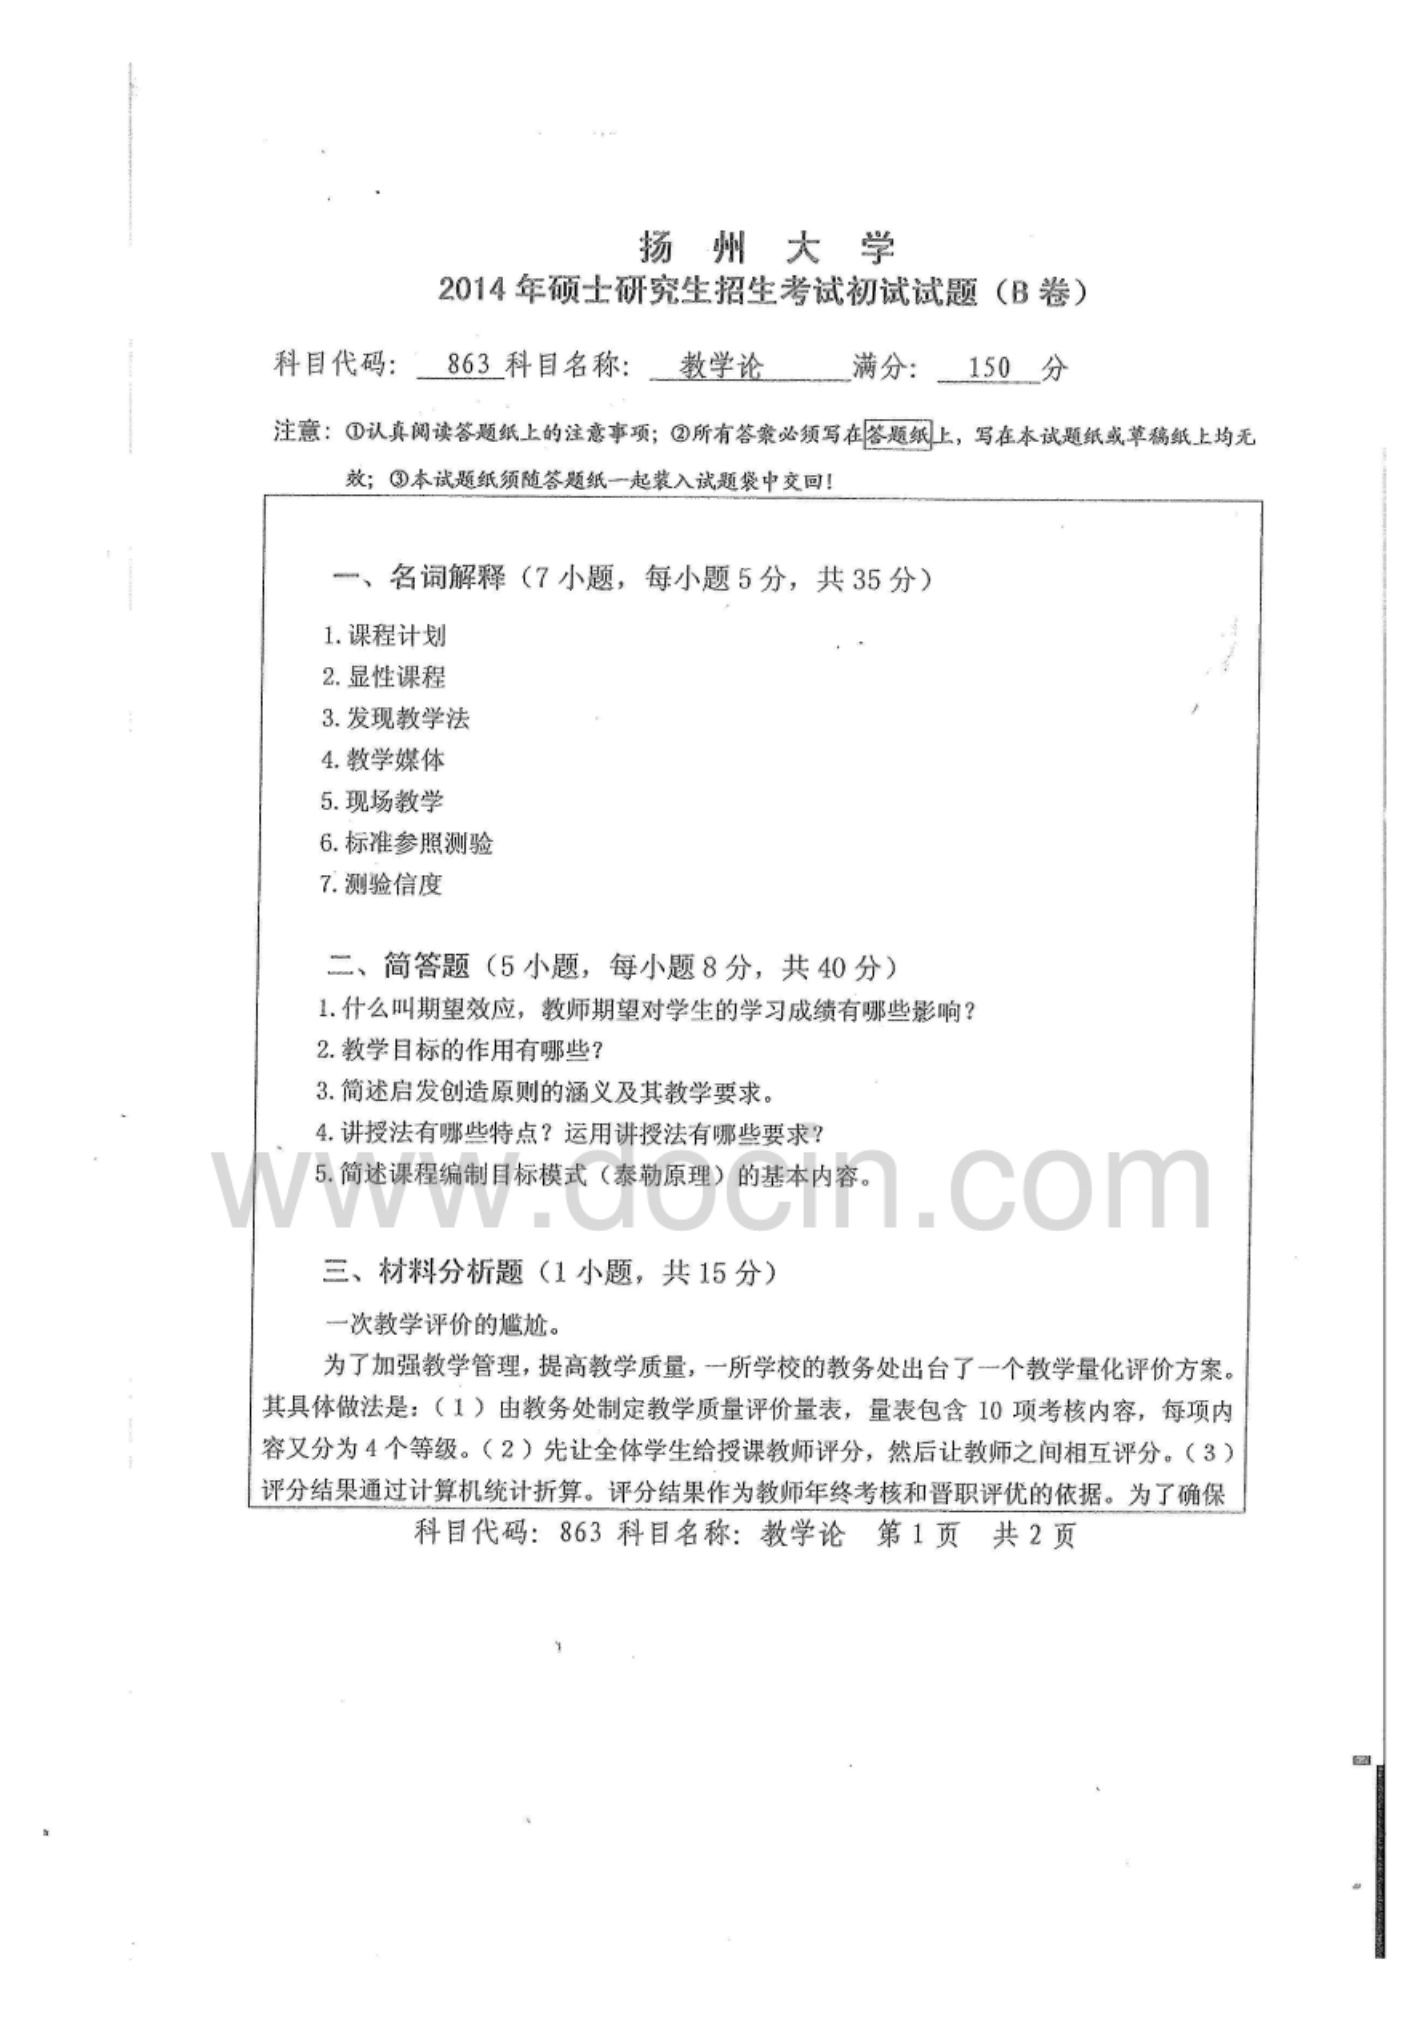 扬 州 大 学
2014 年硕士研究生招生考试初试试题（B 卷）
科目代码： 863 科目名称： 教学论 满分： 150 分
注意：①认真阅读答题纸上的注意事项；②所有答案必须写在答题纸上，写在本试题纸或草稿纸上均无
效；③本试题纸须随答题纸一起装入试题袋中交回！
一、名词解释（7 小题，每小题 5 分，共 35 分）
1. 课程计划
2. 显性课程
3. 发现教学法
4. 教学媒体
5. 现场教学
6. 标准参照测验
7. 测验信度
二、简答题（5 小题，每小题 8 分，共 40 分）
1. 什么叫期望效应，教师期望对学生的学习成绩有哪些影响？
2. 教学目标的作用有哪些？
3. 简述启发创造原则的涵义及其教学要求。
4. 讲授法有哪些特点？运用讲授法有哪些要求？
5. 简述课程编制目标模式（泰勒原理）的基本内容。
www.docin.com
三、材料分析题（1 小题，共 15 分）
一次教学评价的尴尬。
为了加强教学管理，提高教学质量，一所学校的教务处出台了一个教学量化评价方案。
其具体做法是：（1）由教务处制定教学质量评价量表，量表包含 10 项考核内容，每项内
容又分为 4 个等级。（2）先让全体学生给授课教师评分，然后让教师之间相互评分。（3）
评分结果通过计算机统计折算。评分结果作为教师年终考核和晋职评优的依据。为了确保
科目代码：863 科目名称：教学论 第 1 页 共 2 页